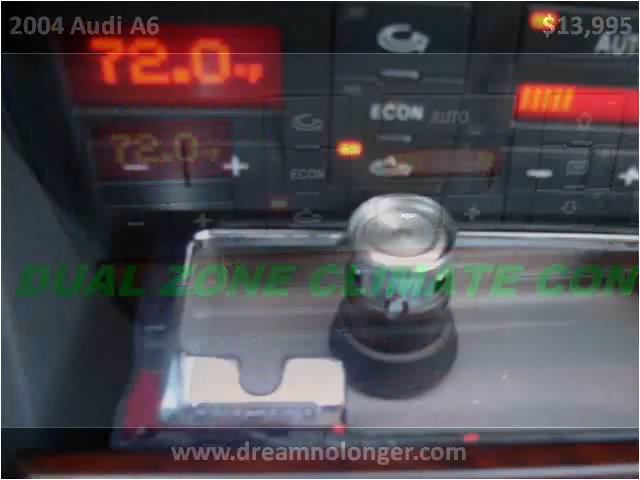 2004 Audi A6
$13,995
72.0°F
AUT
ECON AUTO
72.0°F
ECON
DUAL ZONE CLIMATE CON
www.dreamnolonger.com